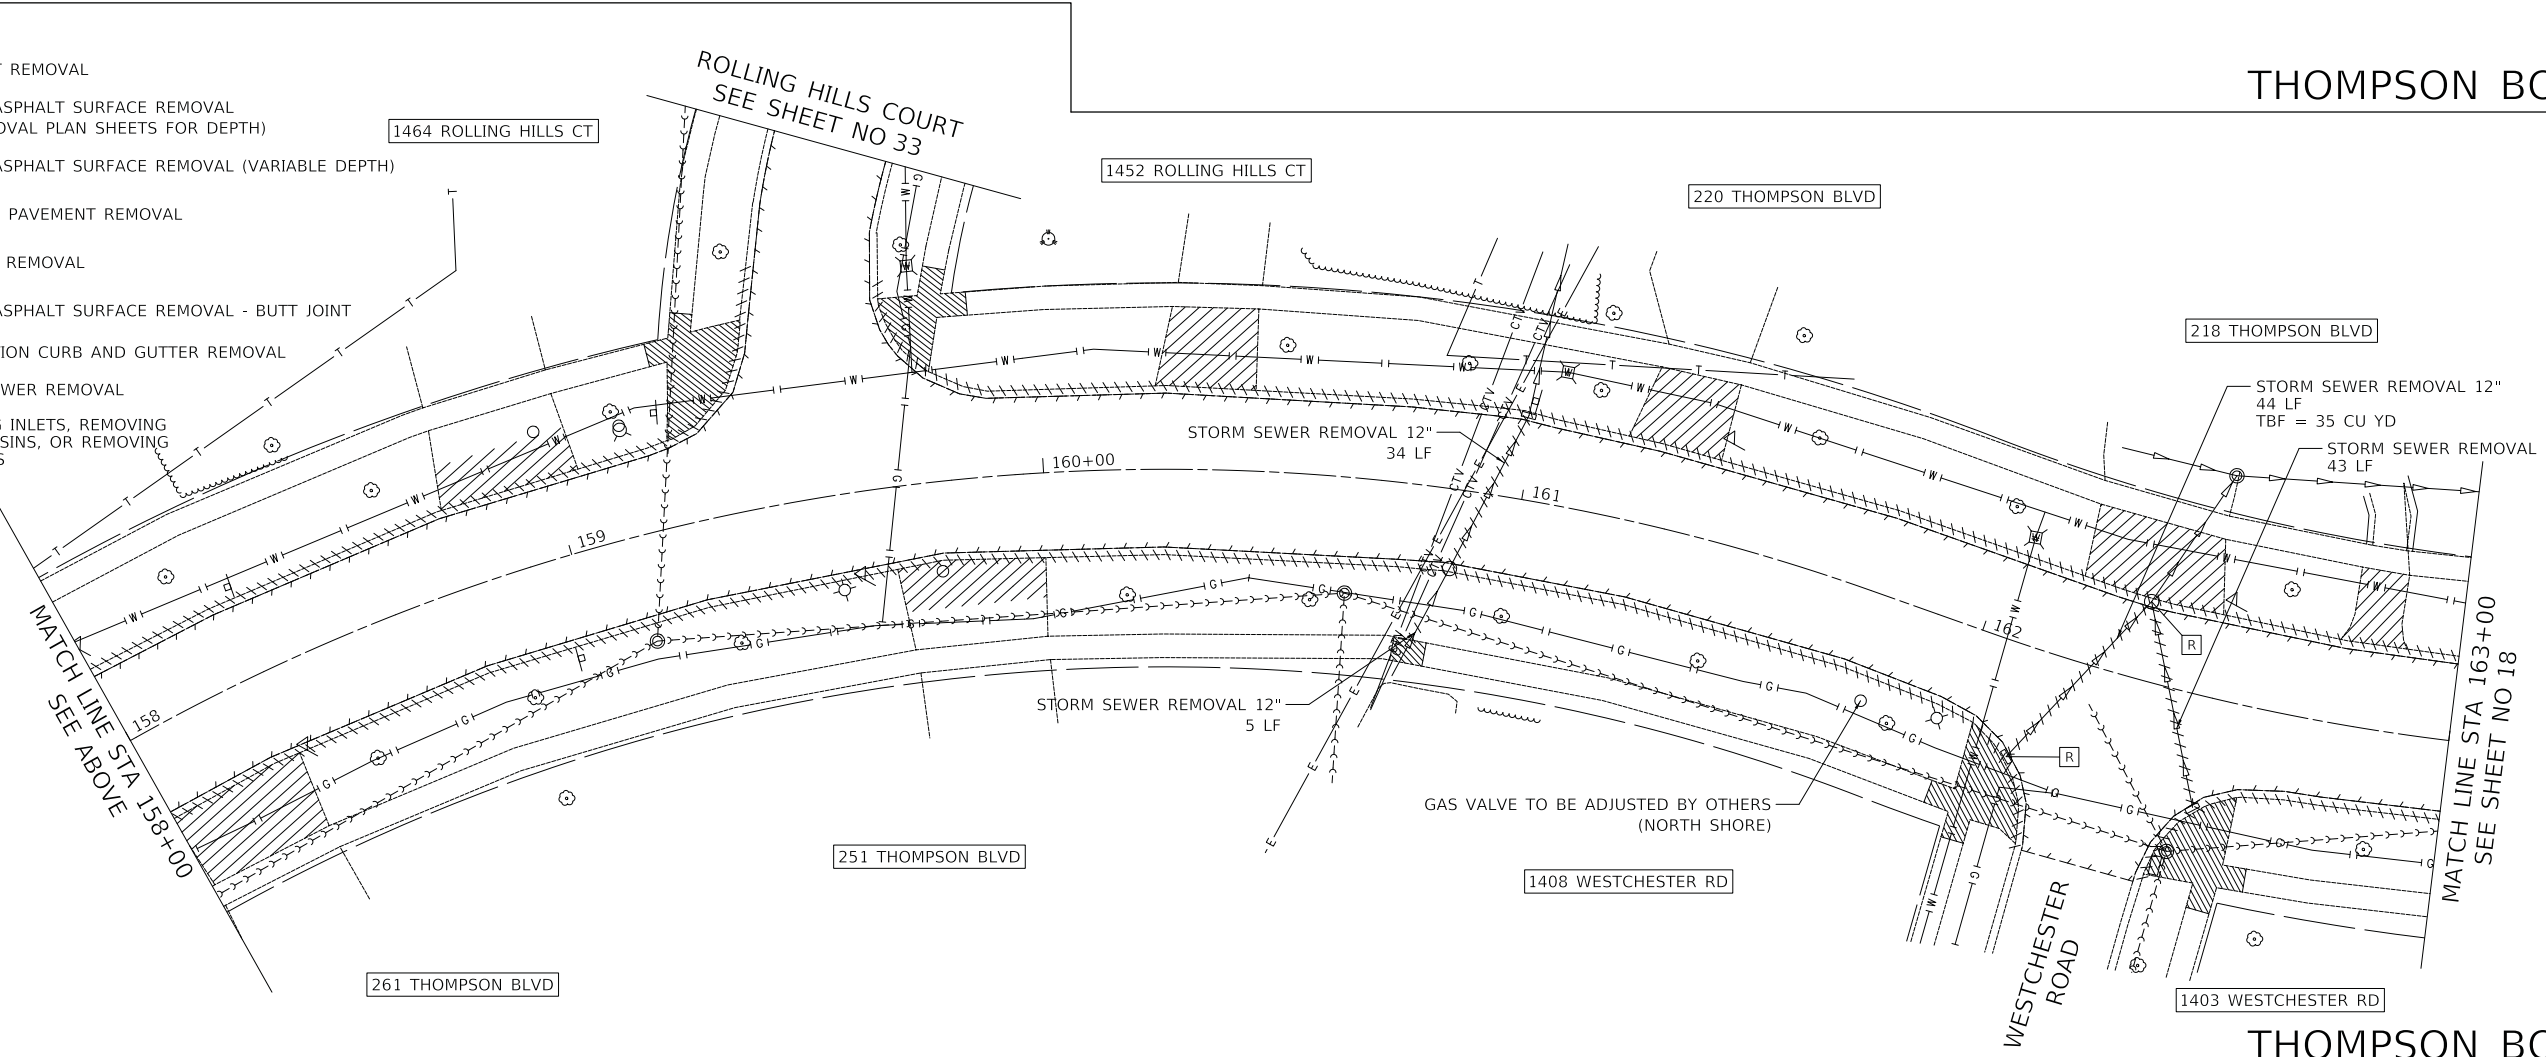 T REMOVAL
ASPHALT SURFACE REMOVAL
OVAL PLAN SHEETS FOR DEPTH)
ASPHALT SURFACE REMOVAL (VARIABLE DEPTH)
PAVEMENT REMOVAL
REMOVAL
ASPHALT SURFACE REMOVAL - BUTT JOINT
ION CURB AND GUTTER REMOVAL
WER REMOVAL
G INLETS, REMOVING
SINS, OR REMOVING
S
1464 ROLLING HILLS CT
ROLLING HILLS COURT
SEE SHEET NO 33
THOMPSON BO
1452 ROLLING HILLS CT
220 THOMPSON BLVD
218 THOMPSON BLVD
STORM SEWER REMOVAL 12"
44 LF
TBF = 35 CU YD
STORM SEWER REMOVAL
43 LF
STORM SEWER REMOVAL 12"
34 LF
158
159
160+00
161
162
R
R
MATCH LINE STA 158+00
SEE ABOVE
MATCH LINE STA 163+00
SEE SHEET NO 18
STORM SEWER REMOVAL 12"
5 LF
GAS VALVE TO BE ADJUSTED BY OTHERS
(NORTH SHORE)
251 THOMPSON BLVD
1408 WESTCHESTER RD
261 THOMPSON BLVD
WESTCHESTER
ROAD
1403 WESTCHESTER RD
THOMPSON BO